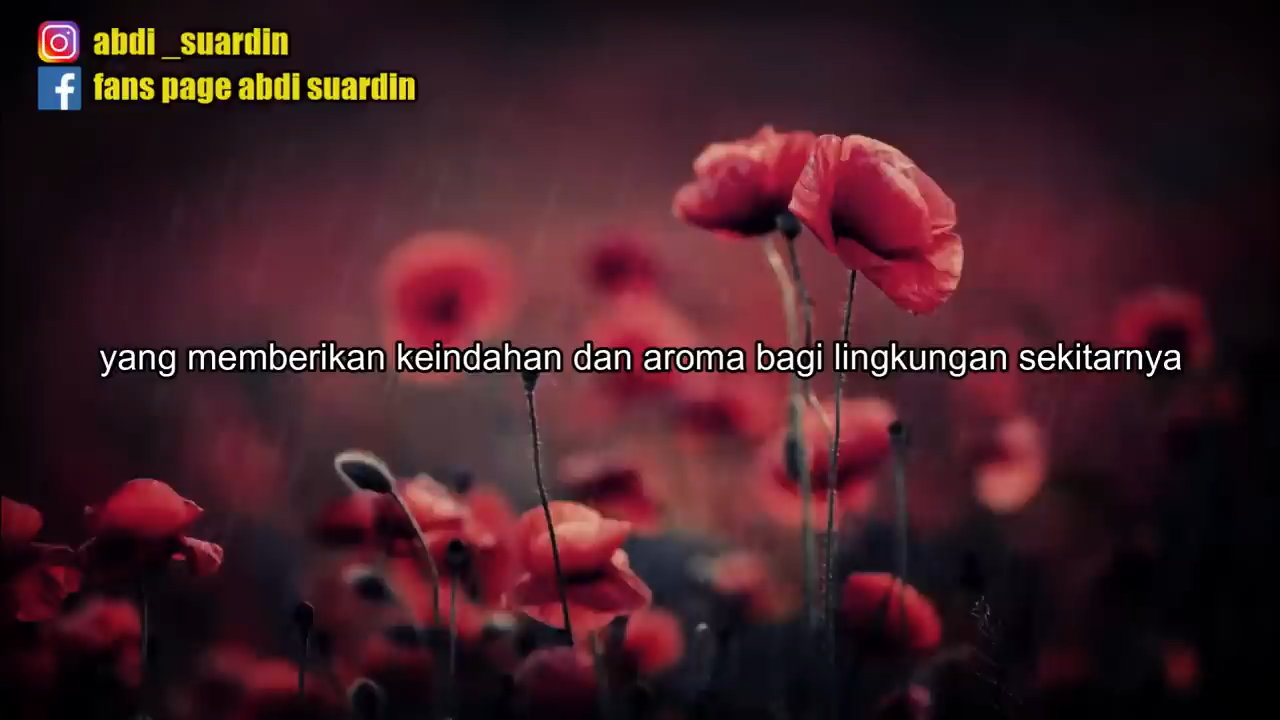 abdi _suardin
fans page abdi suardin
yang memberikan keindahan dan aroma bagi lingkungan sekitarnya